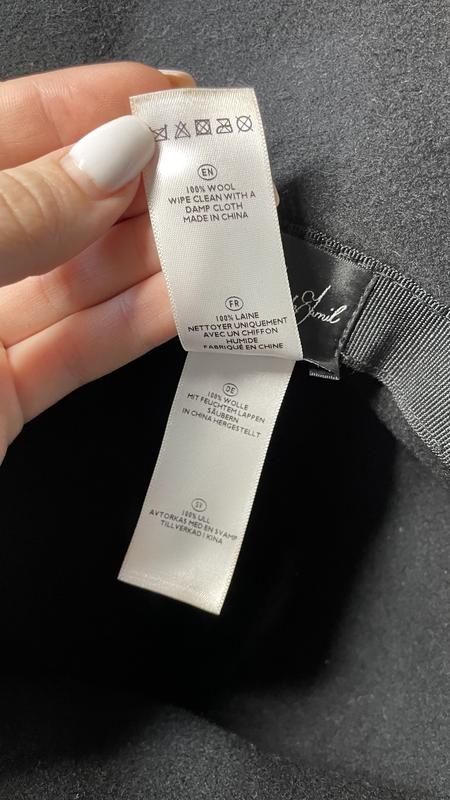 EN
100% WOOL
WIPE CLEAN WITH A
DAMP CLOTH
MADE IN CHINA
FR
100% LAINE
NETTOYER UNIQUEMENT
AVEC UN CHIFFON
HUMIDE
FABRIQUÉ EN CHINE
DE
100% WOLLE
MIT FEUCHTEM LAPPEN
SÄUBERN
IN CHINA HERGESTELLT
100% ULL
AVTORKAS MED EN SVAMP
TILLVERKAD I KINA